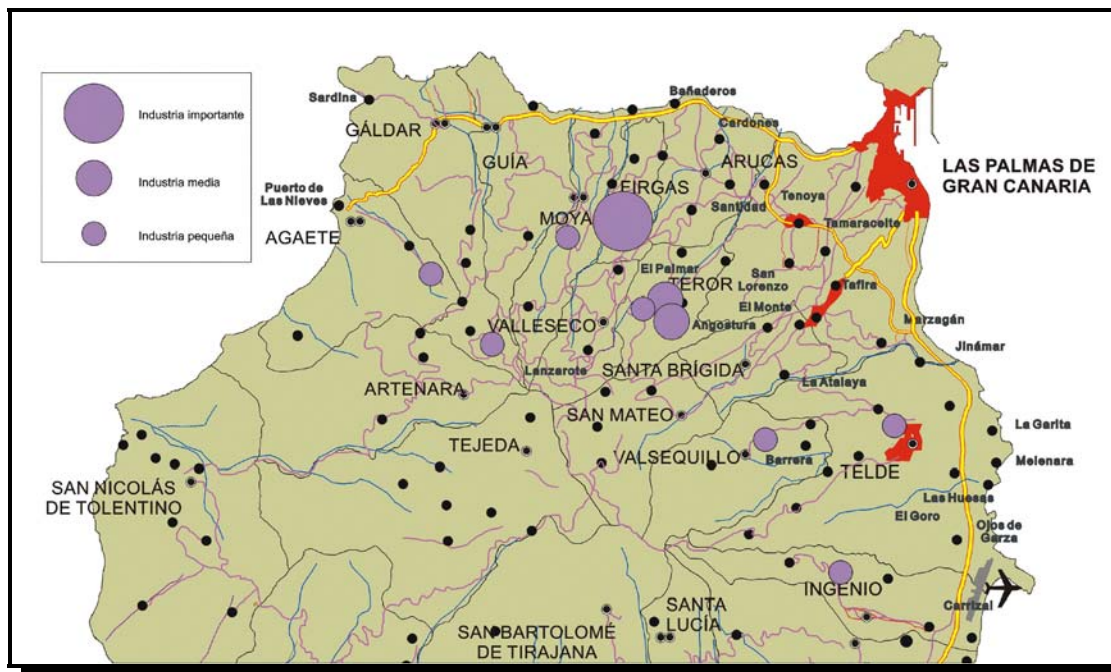 Industria importante
Industria media
Industria pequeña
Sardina
GÁLDAR
GUÍA
Bañaderos
Cardones
ARUCAS
FIRGAS
MOYA
Puerto de
Las Nieves
AGAETE
Santidad
Tenoya
Tamaraceite
LAS PALMAS DE
GRAN CANARIA
El Palmar
TEROR
San
Lorenzo
Tafira
El Monte
VALLESECO
Angostura
Marzagán
Jinámar
Lanzarote
SANTA BRÍGIDA
La Atalaya
ARTENARA
SAN MATEO
TEJEDA
VALSEQUILLO
Barrera
TELDE
La Garita
Melenara
SAN NICOLÁS
DE TOLENTINO
Las Huesas
El Goro
Ojos de
Garza
INGENIO
Carrizal
SANTA
LUCÍA
SAN BARTOLOMÉ
DE TIRAJANA